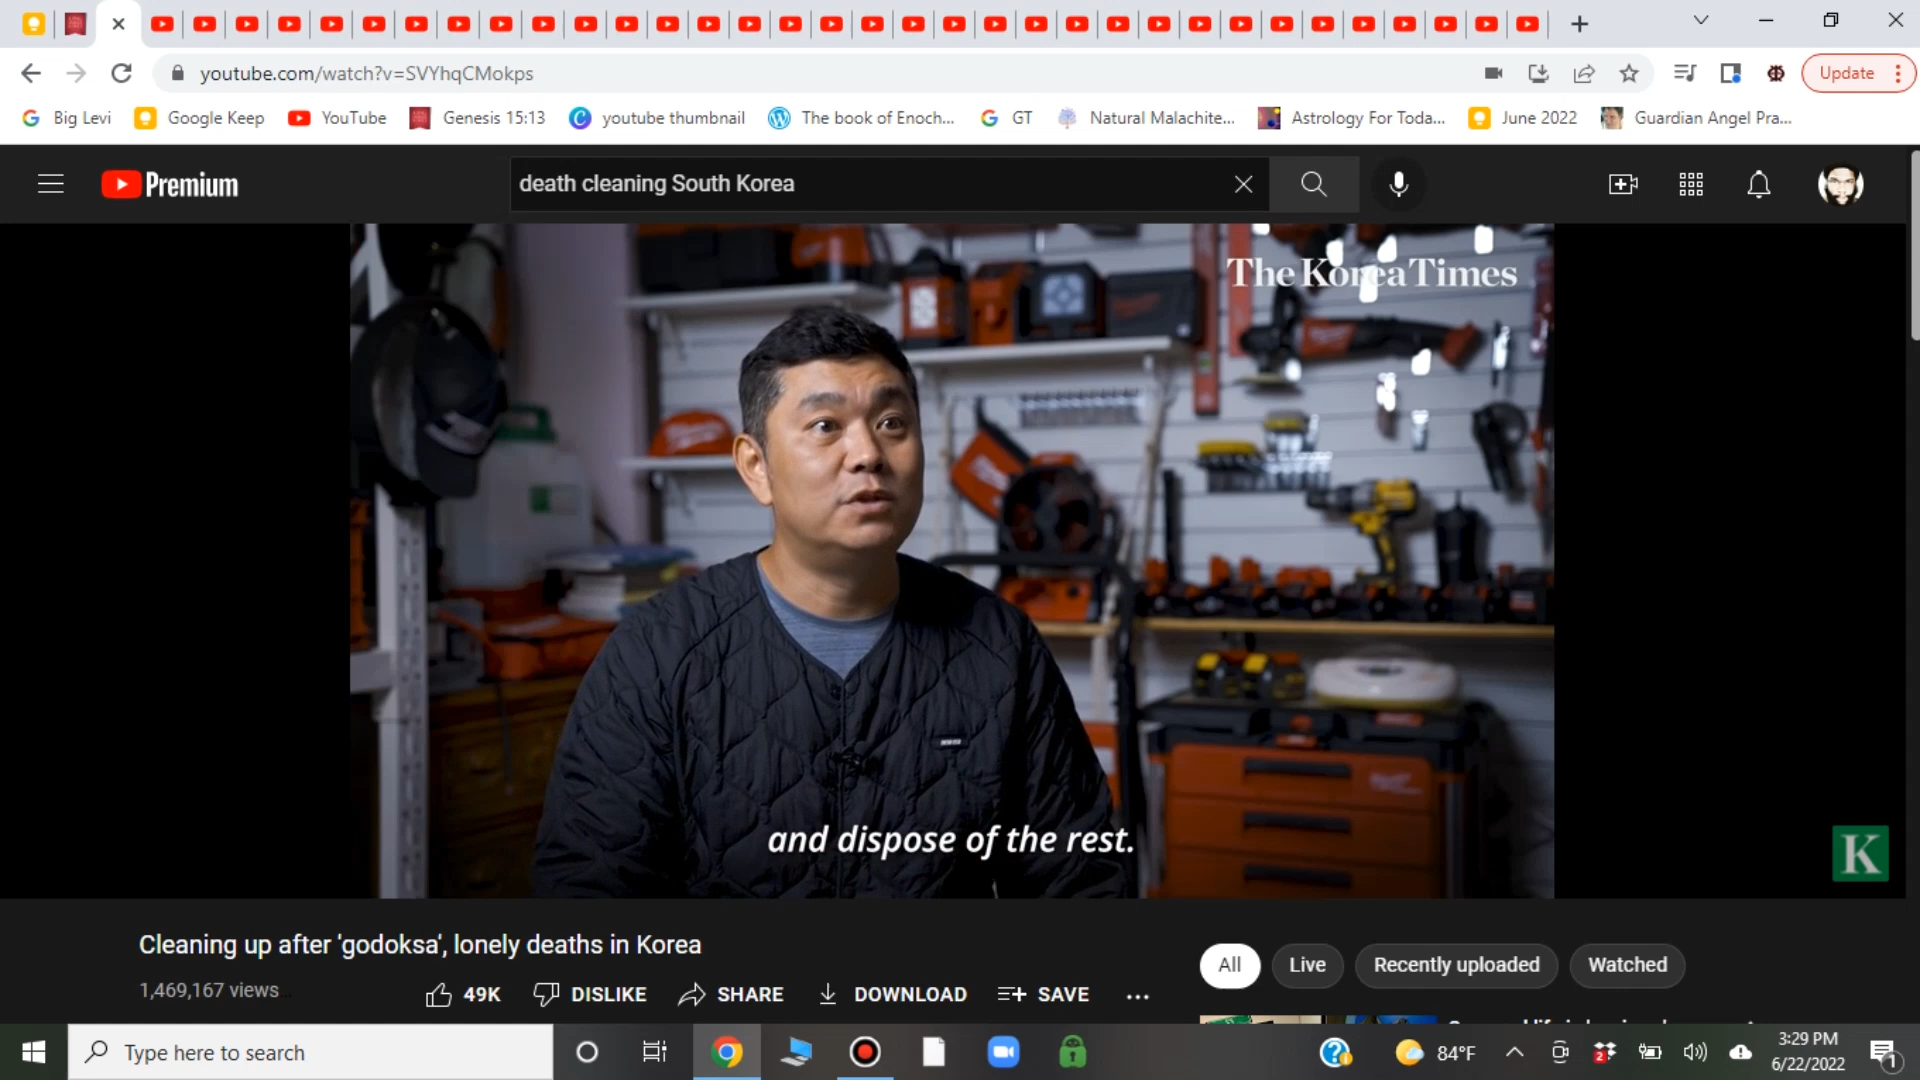 youtube.com/watch?v=SVYhqCMokps
Update
Big Levi
Google Keep
YouTube
Genesis 15:13
youtube thumbnail
The book of Enoch...
GT
Natural Malachite...
Astrology For Toda...
June 2022
Guardian Angel Pra...
Premium
death cleaning South Korea
The Korea Times
and dispose of the rest.
K
Cleaning up after 'godoksa', lonely deaths in Korea
1,469,167 views
49K
DISLIKE
SHARE
DOWNLOAD
SAVE
All
Live
Recently uploaded
Watched
Type here to search
84°F
3:29 PM
6/22/2022
2
1